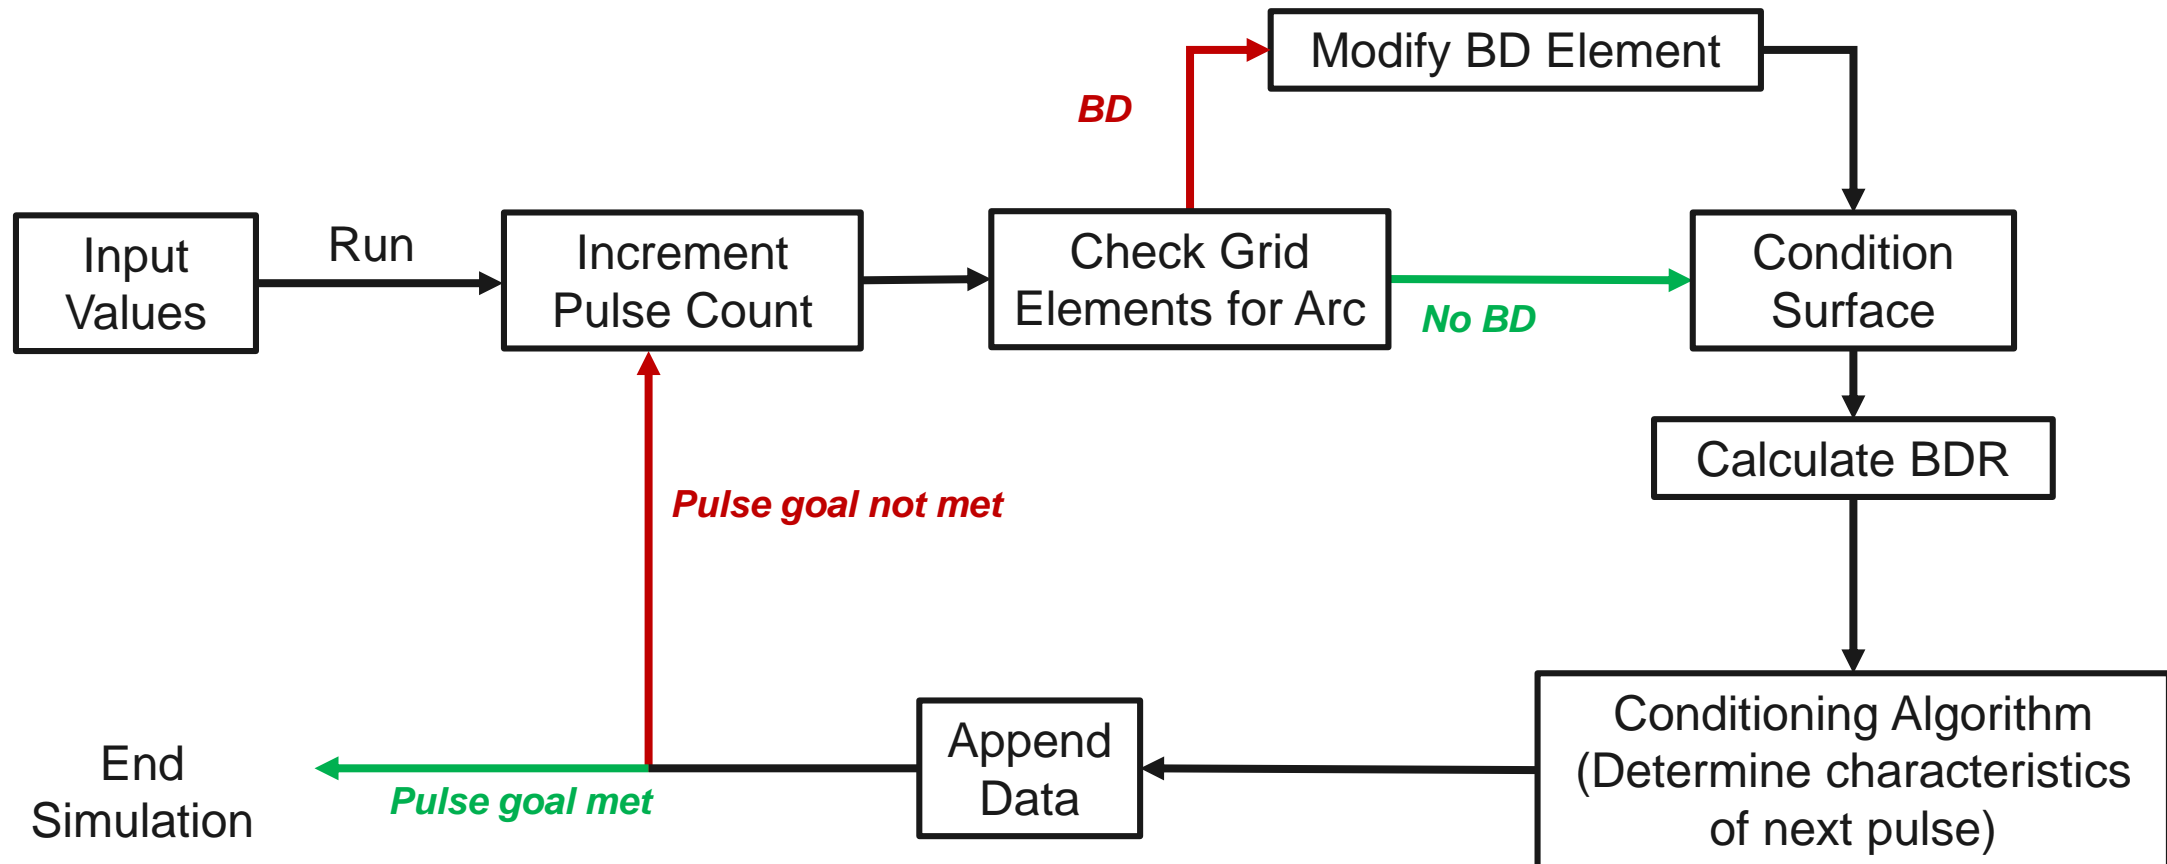 Modify BD Element
BD
Input
Values
Run
Increment
Pulse Count
Check Grid
Elements for Arc
No BD
Condition
Surface
Calculate BDR
Pulse goal not met
Conditioning Algorithm
(Determine characteristics
of next pulse)
Append
Data
Pulse goal met
End
Simulation